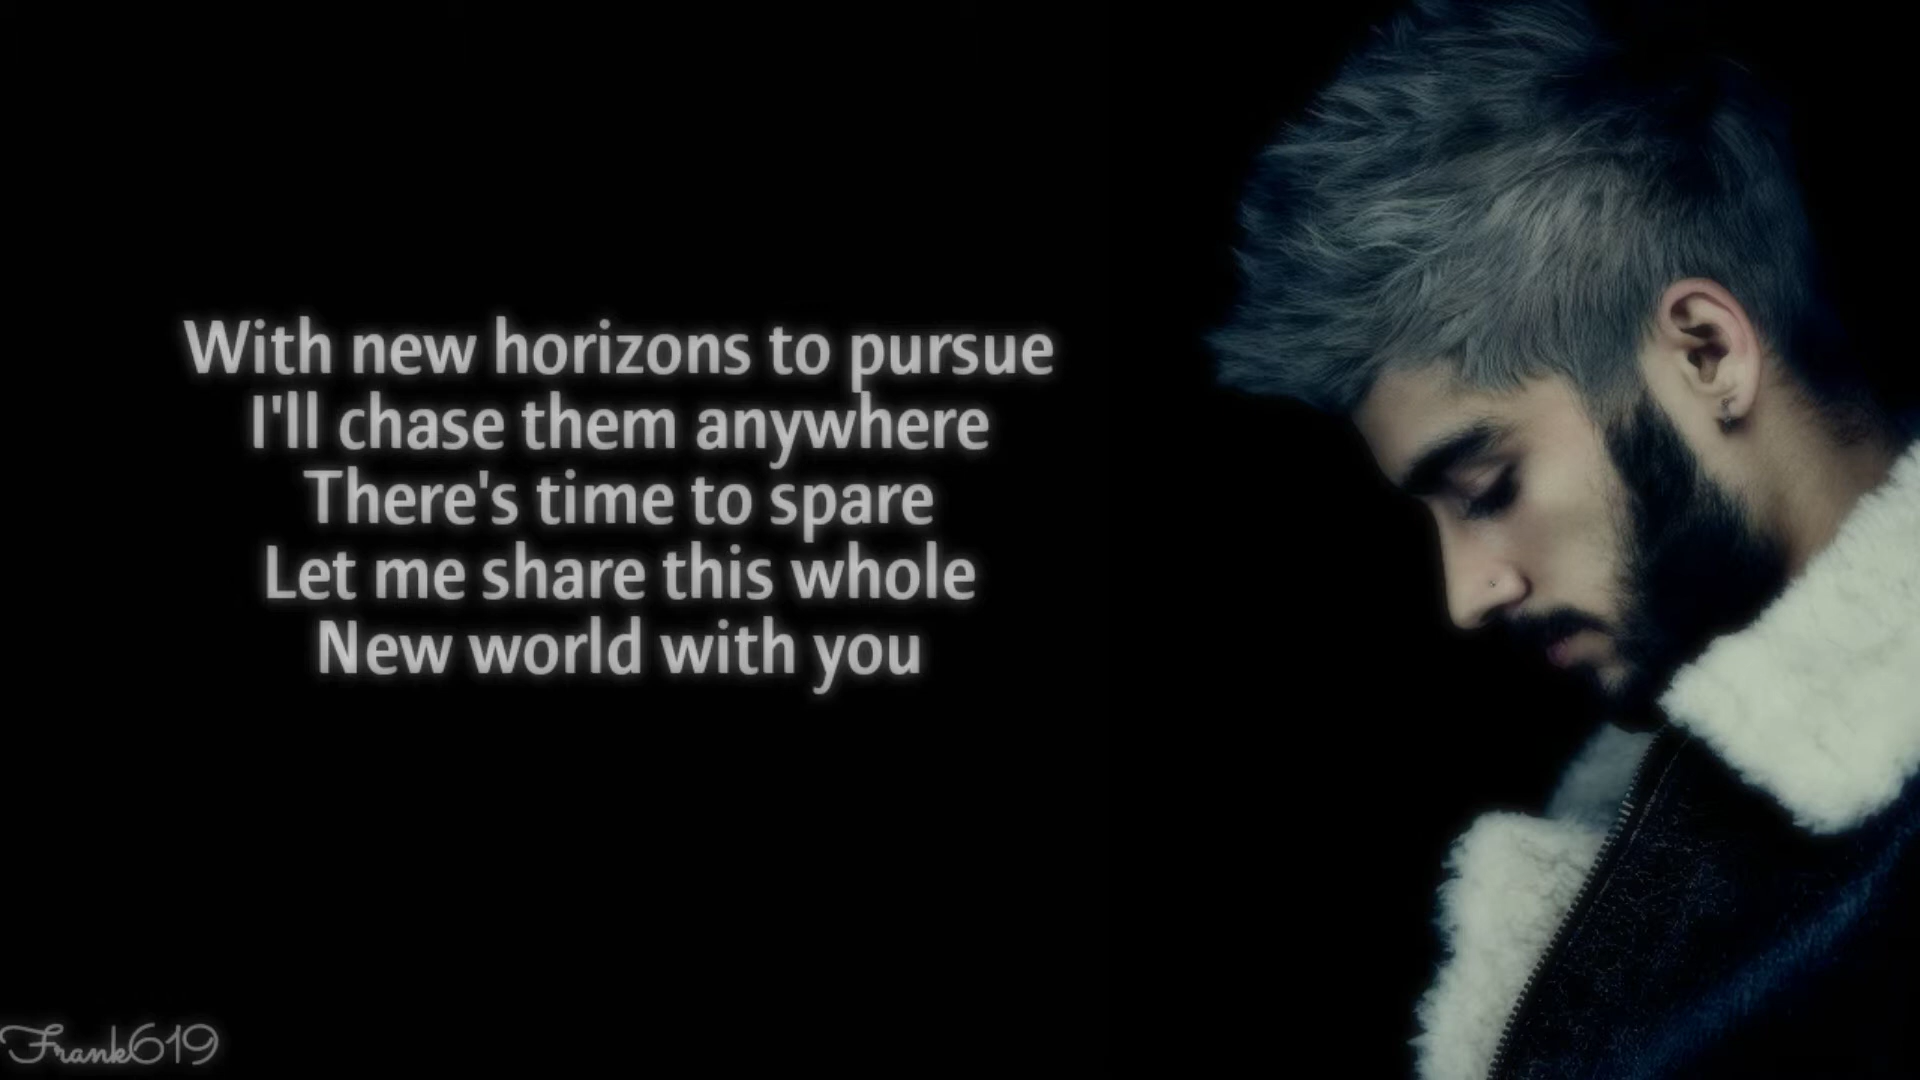 With new horizons to pursue
I'll chase them anywhere
There's time to spare
Let me share this whole
New world with you
Frank619